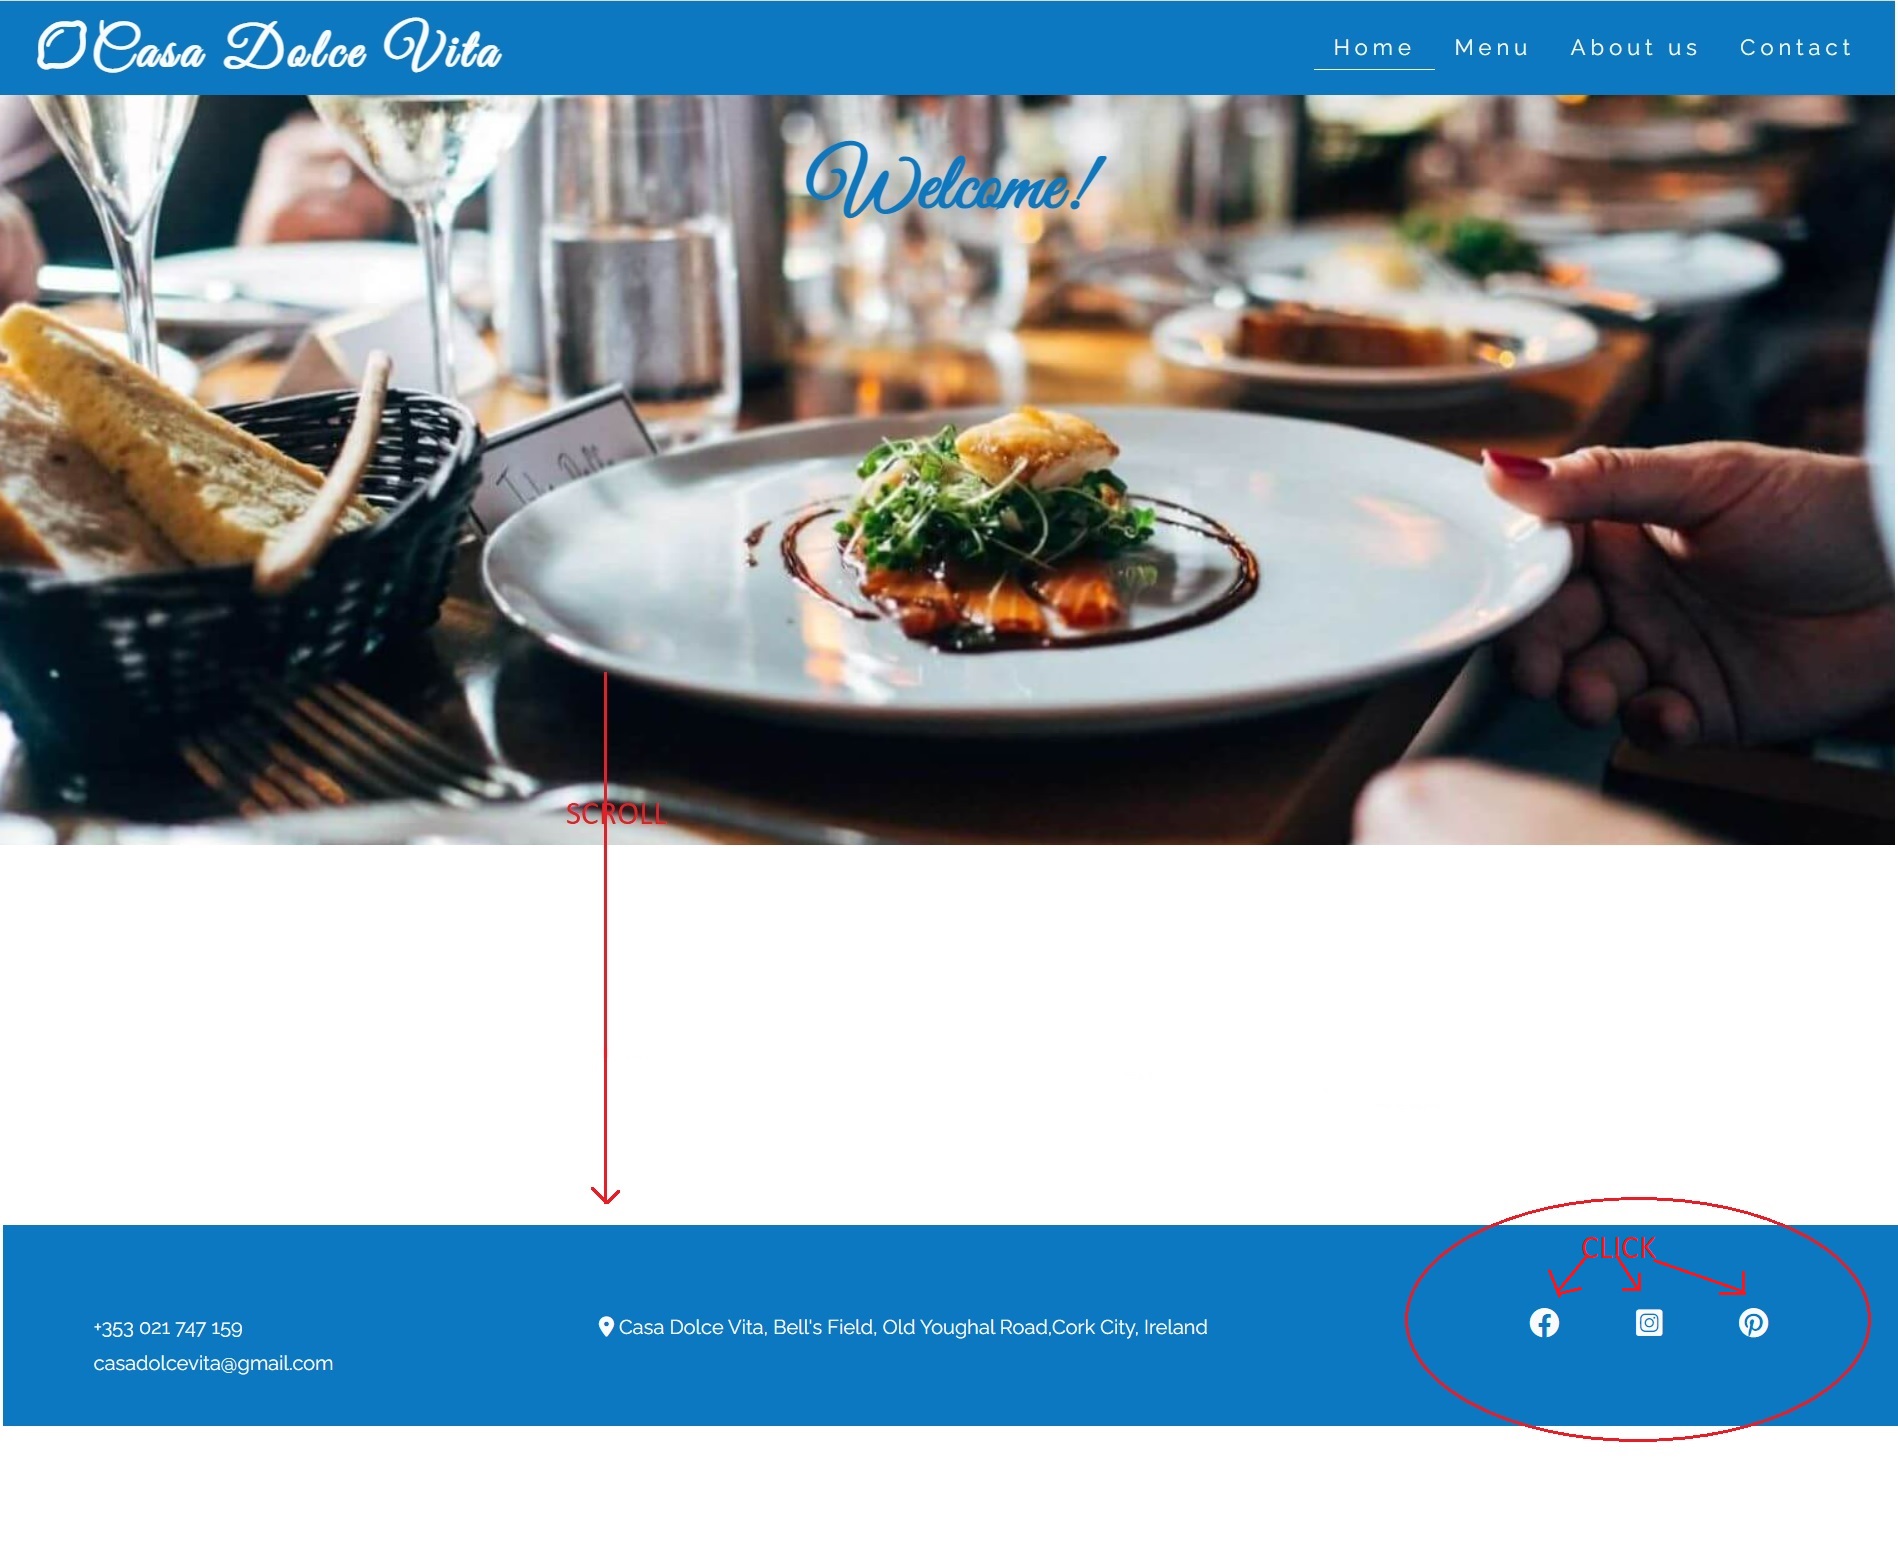 Casa Dolce Vita
Home Menu About us Contact
Welcome!
SCROLL
CLICK
+353 021 747 159
casadolcevita@gmail.com
Casa Dolce Vita, Bell's Field, Old Youghal Road,Cork City, Ireland